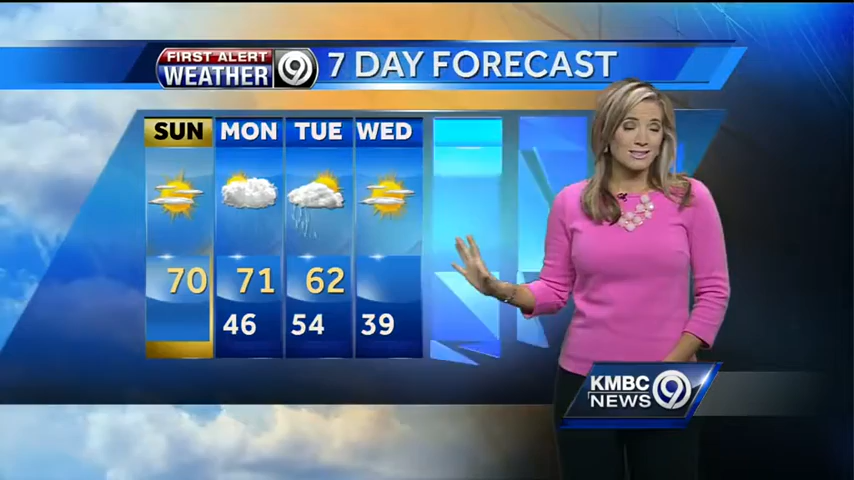 FIRST ALERT
WEATHER 9
7 DAY FORECAST
SUN MON TUE WED
70 71 62
46 54 39
KMBC 9
NEWS